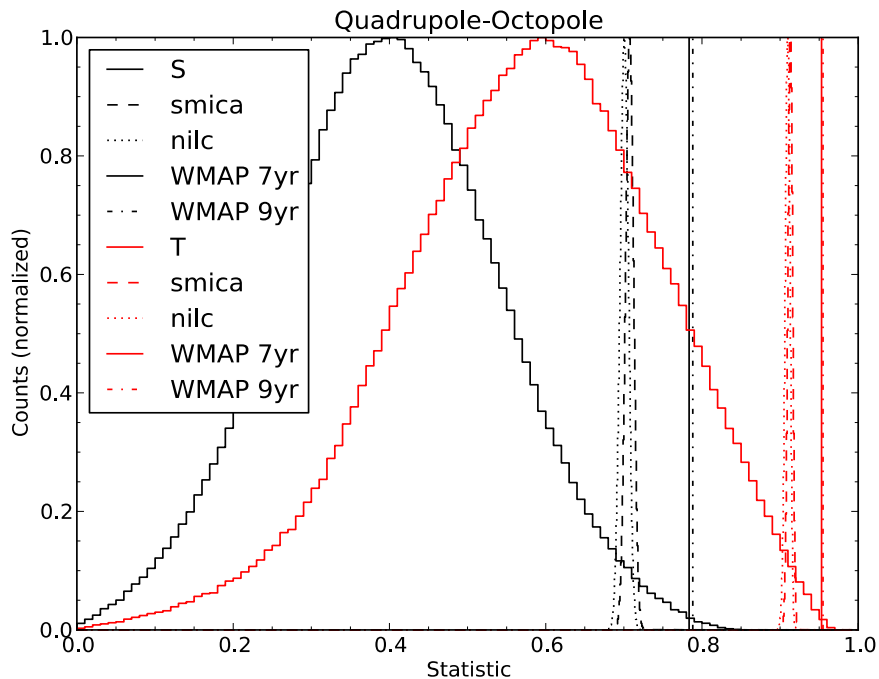 Quadrupole-Octopole
1.0
S
smica
nilc
WMAP 7yr
WMAP 9yr
T
smica
nilc
WMAP 7yr
WMAP 9yr
0.8
0.6
0.4
0.2
0.0
Counts (normalized)
0.0 0.2 0.4 0.6 0.8 1.0
Statistic